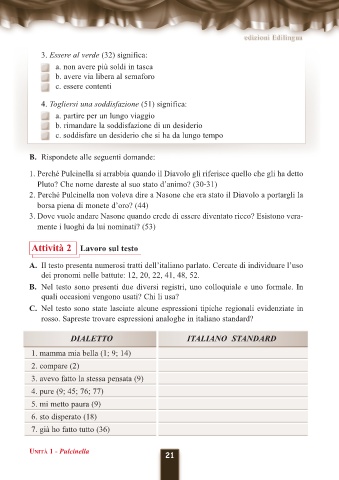 edizioni Edilingua
3. Essere al verde (32) significa:
a. non avere più soldi in tasca
b. avere via libera al semaforo
c. essere contenti
4. Togliersi una soddisfazione (51) significa:
a. partire per un lungo viaggio
b. rimandare la soddisfazione di un desiderio
c. soddisfare un desiderio che si ha da lungo tempo
B. Rispondete alle seguenti domande:
1. Perché Pulcinella si arrabbia quando il Diavolo gli riferisce quello che gli ha detto
Pluto? Che nome dareste al suo stato d'animo? (30-31)
2. Perché Pulcinella non voleva dire a Nasone che era stato il Diavolo a portargli la
borsa piena di monete d'oro? (44)
3. Dove vuole andare Nasone quando crede di essere diventato ricco? Esistono vera-
mente i luoghi da lui nominati? (53)
Attività 2 Lavoro sul testo
A. Il testo presenta numerosi tratti dell'italiano parlato. Cercate di individuare l'uso
dei pronomi nelle battute: 12, 20, 22, 41, 48, 52.
B. Nel testo sono presenti due diversi registri, uno colloquiale e uno formale. In
quali occasioni vengono usati? Chi li usa?
C. Nel testo sono state lasciate alcune espressioni tipiche regionali evidenziate in
rosso. Sapreste trovare espressioni analoghe in italiano standard?
DIALETTO ITALIANO STANDARD
1. mamma mia bella (1; 9; 14)
2. compare (2)
3. avevo fatto la stessa pensata (9)
4. pure (9; 45; 76; 77)
5. mi metto paura (9)
6. sto disperato (18)
7. già ho fatto tutto (36)
UNITÀ 1 - Pulcinella
21